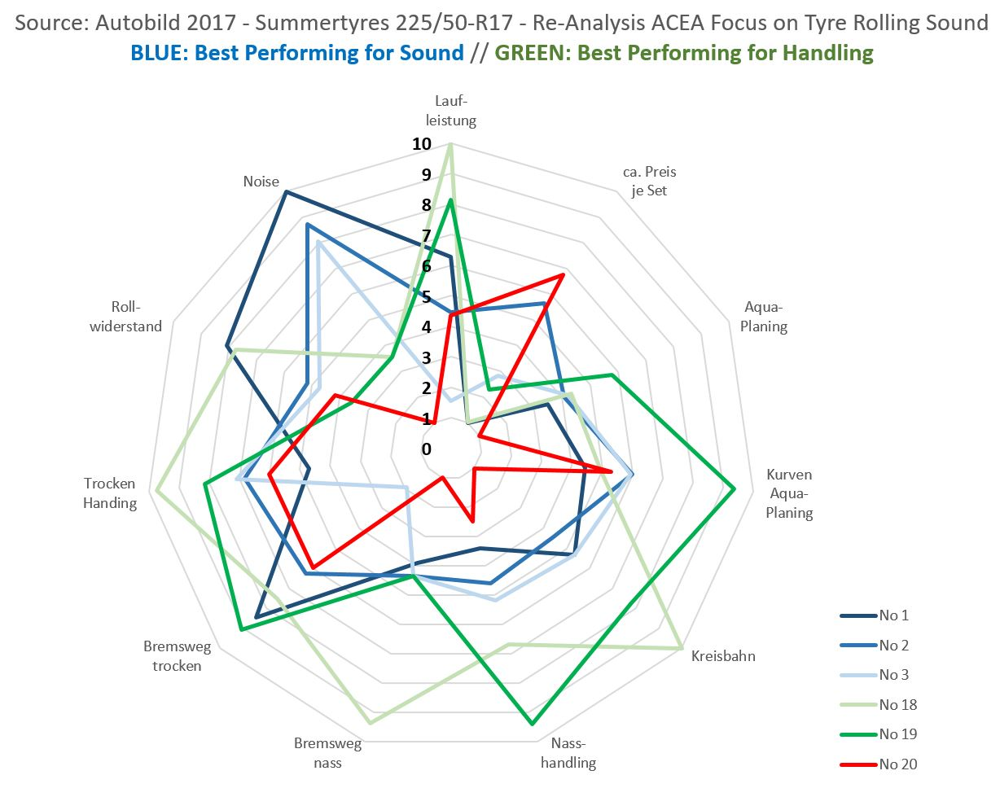 Source: Autobild 2017 - Summertyres 225/50-R17 - Re-Analysis ACEA Focus on Tyre Rolling Sound
BLUE: Best Performing for Sound // GREEN: Best Performing for Handling
Lauf-
leistung
10
9
8
7
6
5
4
3
2
1
0
ca. Preis
je Set
Aqua-
Planing
Kurven
Aqua-
Planing
Kreisbahn
Nass-
handling
Bremsweg
nass
Bremsweg
trocken
Trocken
Handing
Roll-
widerstand
Noise
No 1
No 2
No 3
No 18
No 19
No 20